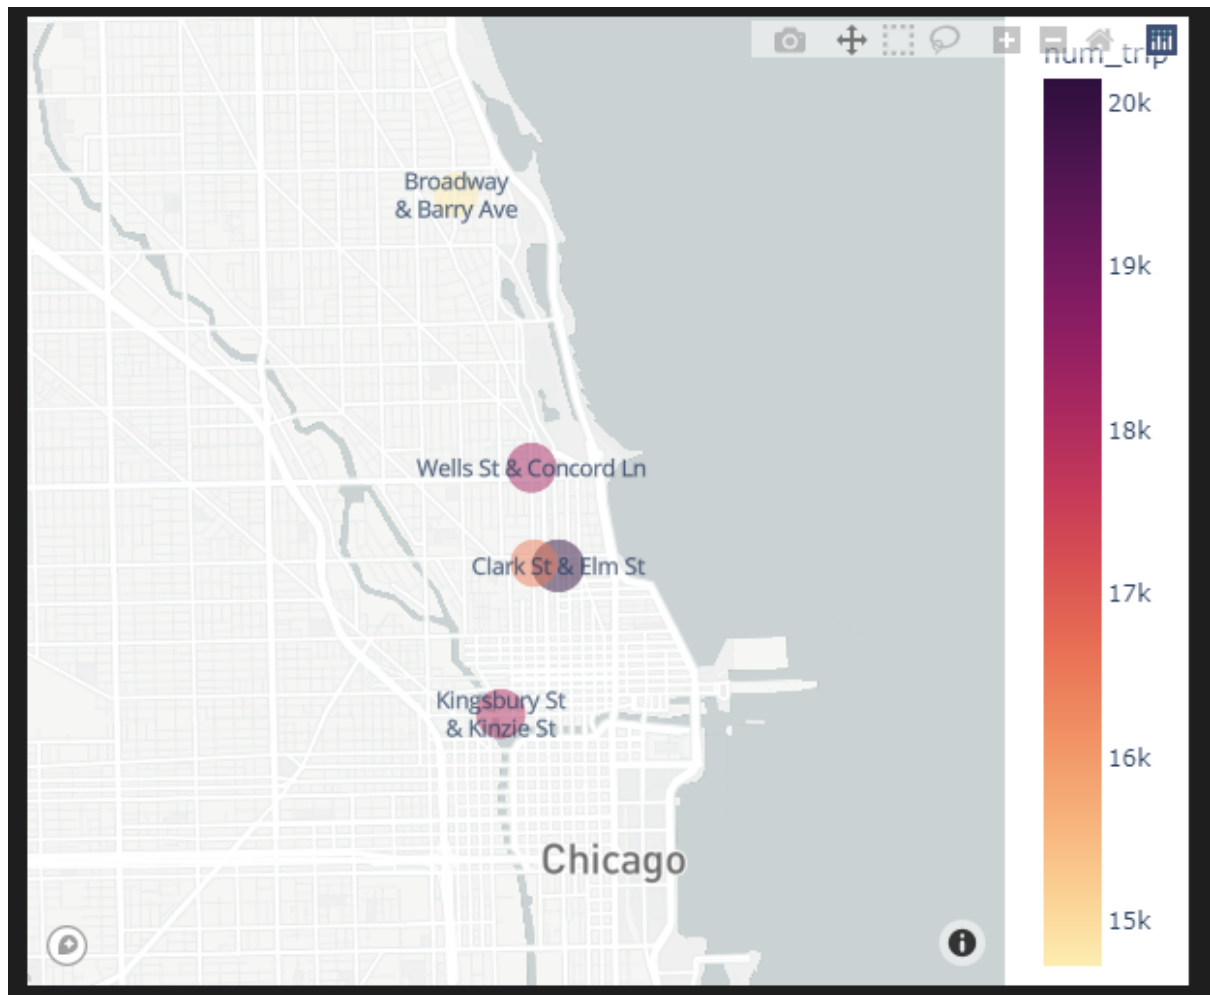 num_trip
20k
19k
18k
17k
16k
15k
Broadway
& Barry Ave
Wells St & Concord Ln
Clark St & Elm St
Kingsbury St
& Kinzie St
Chicago